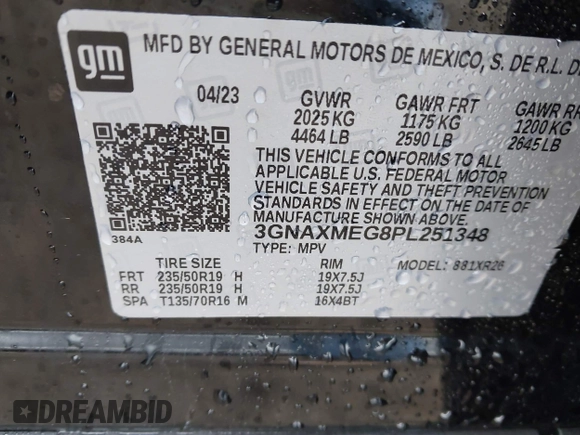 gm
MFD BY GENERAL MOTORS DE MEXICO, S. DE R.L. D
04/23 GVWR GAWR FRT GAWR RR
2025 KG 1175 KG 1200 KG
4464 LB 2590 LB 2645 LB
THIS VEHICLE CONFORMS TO ALL
APPLICABLE U.S. FEDERAL MOTOR
VEHICLE SAFETY AND THEFT PREVENTION
STANDARDS IN EFFECT ON THE DATE OF
MANUFACTURE SHOWN ABOVE.
384A 3GNAXMEG8PL251348
TYPE: MPV MODEL: 881XR26
TIRE SIZE RIM
FRT 235/50R19 H 19X7.5J
RR 235/50R19 H 19X7.5J
SPA T135/70R16 M 16X4BT
DREAMBID